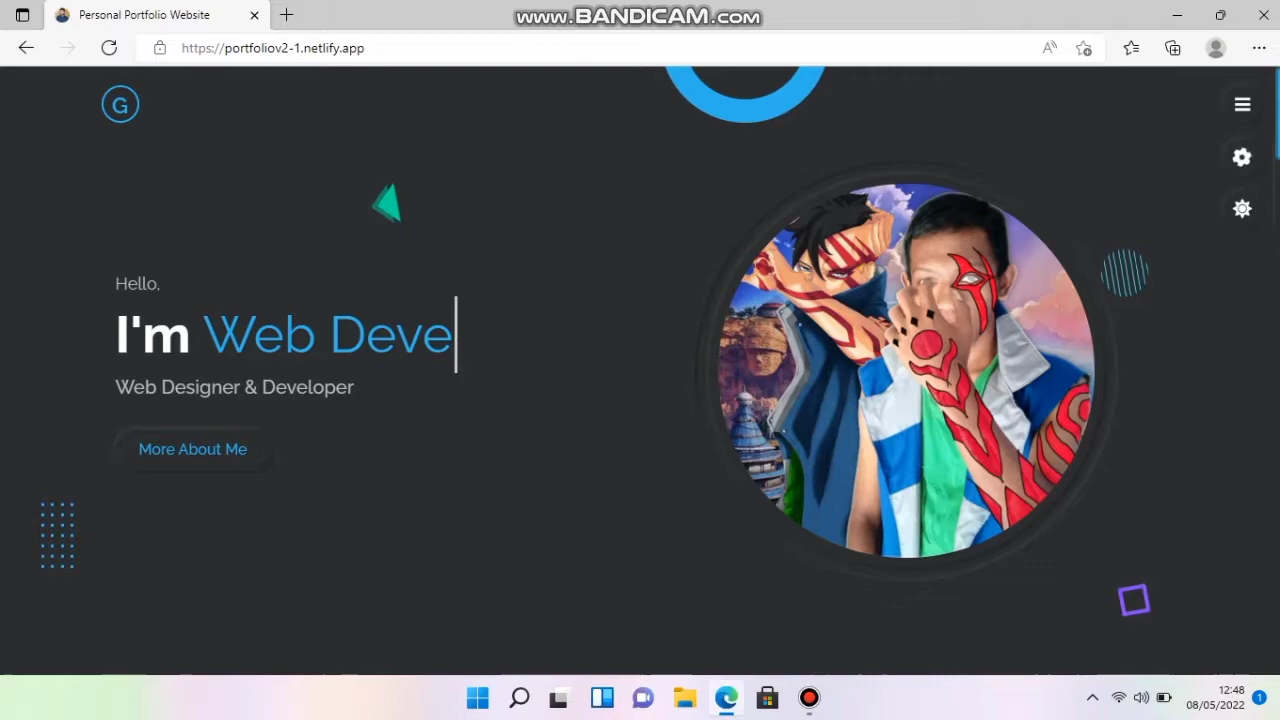 Personal Portfolio Website
www.BANDICAM.com
https://portfoliov2-1.netlify.app
G
Hello,
I'm Web Deve
Web Designer & Developer
More About Me
12:48
08/05/2022
1